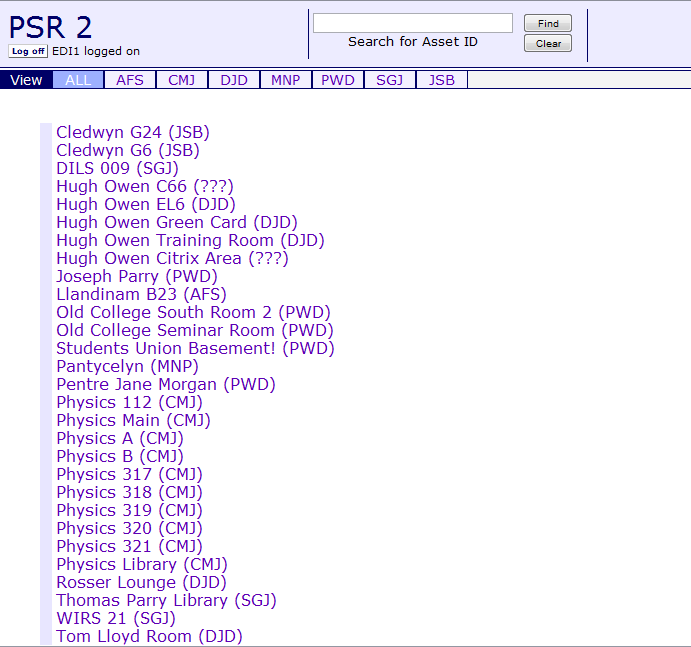 PSR 2
Log off EDI1 logged on
Search for Asset ID
Find
Clear
View ALL AFS CMJ DJD MNP PWD SGJ JSB
Cledwyn G24 (JSB)
Cledwyn G6 (JSB)
DILS 009 (SGJ)
Hugh Owen C66 (???)
Hugh Owen EL6 (DJD)
Hugh Owen Green Card (DJD)
Hugh Owen Training Room (DJD)
Hugh Owen Citrix Area (???)
Joseph Parry (PWD)
Llandinam B23 (AFS)
Old College South Room 2 (PWD)
Old College Seminar Room (PWD)
Students Union Basement! (PWD)
Pantycelyn (MNP)
Pentre Jane Morgan (PWD)
Physics 112 (CMJ)
Physics Main (CMJ)
Physics A (CMJ)
Physics B (CMJ)
Physics 317 (CMJ)
Physics 318 (CMJ)
Physics 319 (CMJ)
Physics 320 (CMJ)
Physics 321 (CMJ)
Physics Library (CMJ)
Rosser Lounge (DJD)
Thomas Parry Library (SGJ)
WIRS 21 (SGJ)
Tom Lloyd Room (DJD)